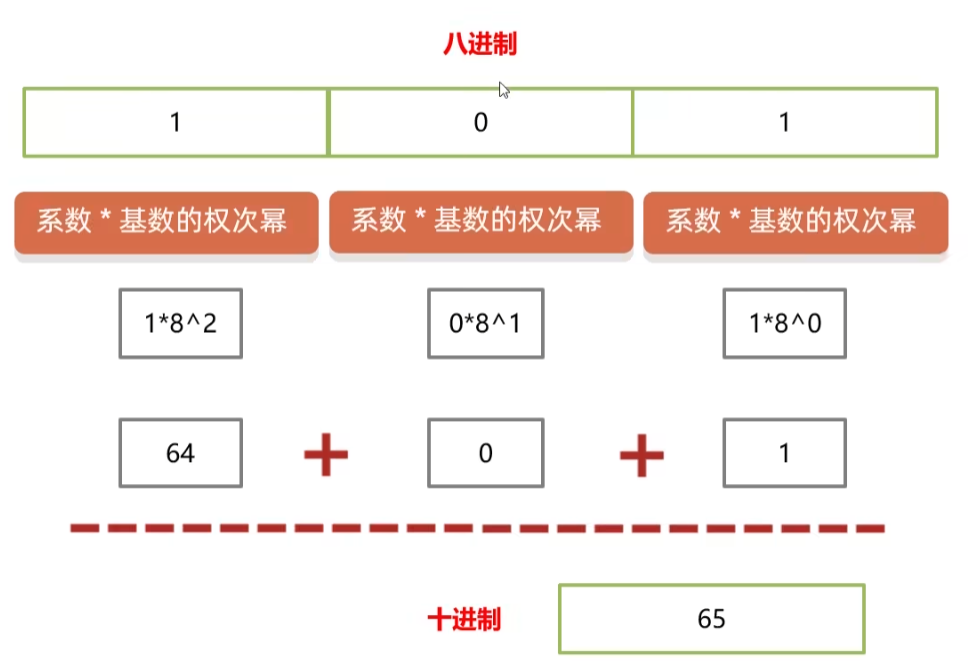 八进制
1 0 1
系数 * 基数的权次幂 系数 * 基数的权次幂 系数 * 基数的权次幂
1*8^2 0*8^1 1*8^0
64 + 0 + 1
十进制 65